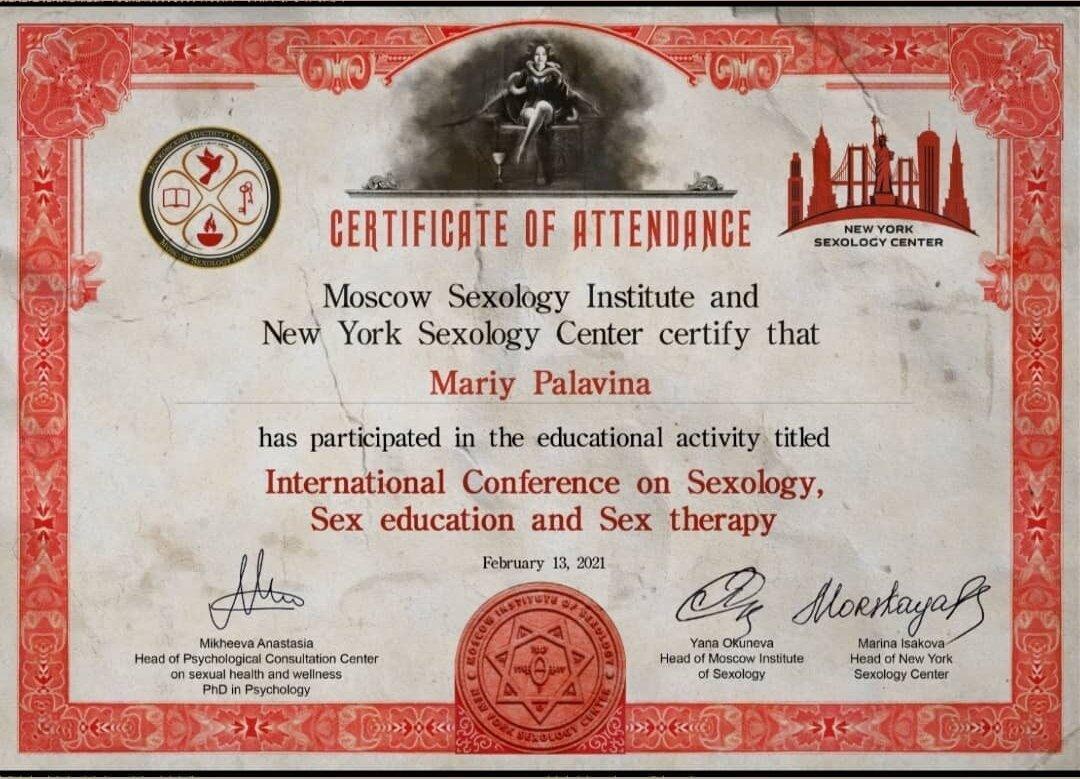 MOSCOW SEXOLOGY INSTITUTE
NEW YORK
SEXOLOGY CENTER
CERTIFICATE OF ATTENDANCE
Moscow Sexology Institute and
New York Sexology Center certify that
Mariy Palavina
has participated in the educational activity titled
International Conference on Sexology,
Sex education and Sex therapy
February 13, 2021
MOSCOW INSTITUTE OF SEXOLOGY
NEW YORK SEXOLOGY CENTER
Mikheeva Anastasia
Head of Psychological Consultation Center
on sexual health and wellness
PhD in Psychology
Yana Okuneva
Head of Moscow Institute
of Sexology
Marina Isakova
Head of New York
Sexology Center